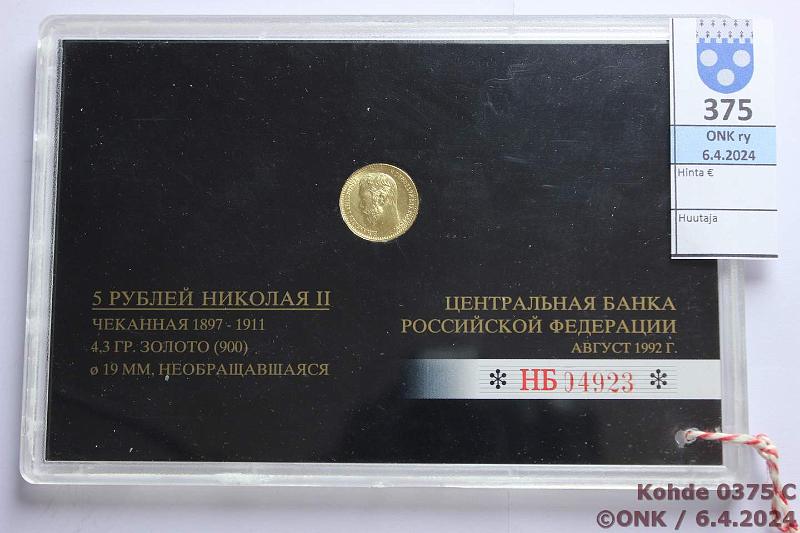 375
ONK ry
6.4.2024
Hinta €
Huutaja
5 РУБЛЕЙ НИКОЛАЯ II
ЧЕКАННАЯ 1897 - 1911
4,3 ГР. ЗОЛОТО (900)
ø 19 ММ, НЕОБРАЩАВШАЯСЯ
ЦЕНТРАЛЬНАЯ БАНКА
РОССИЙСКОЙ ФЕДЕРАЦИИ
АВГУСТ 1992 Г.
* НБ 04923 *
Kohde 0375 C
©ONK / 6.4.2024